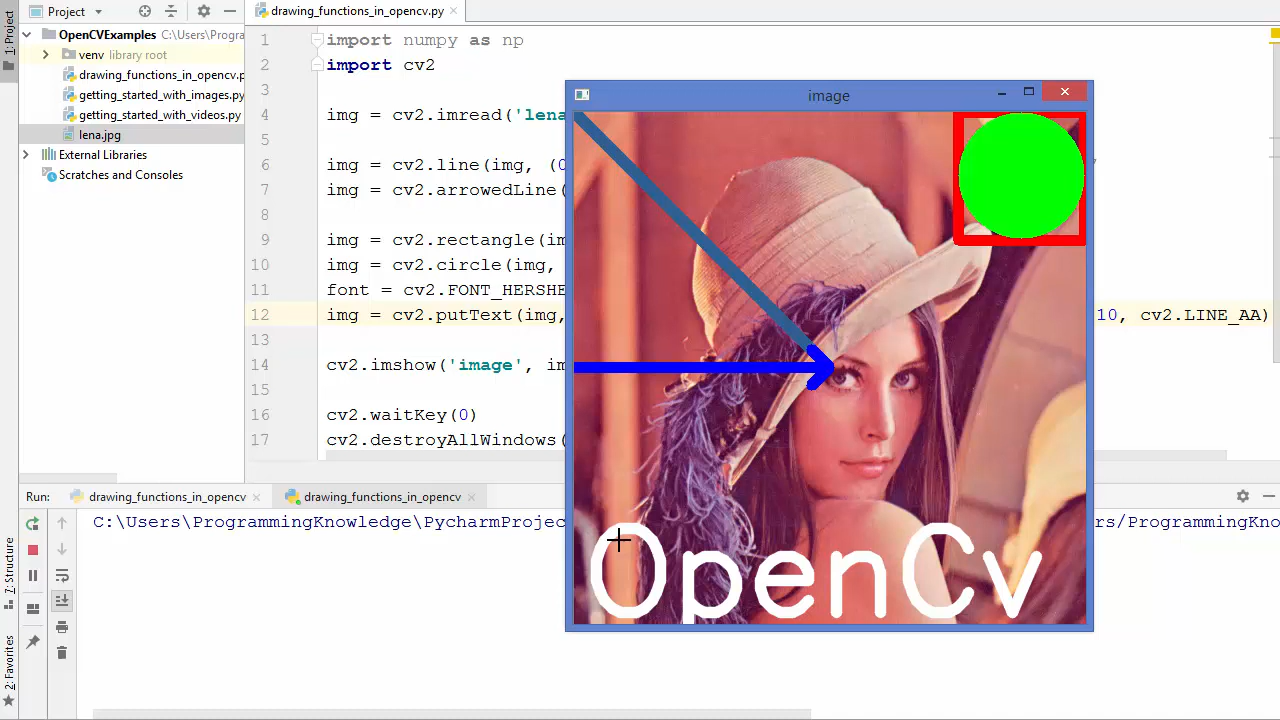 Project
drawing_functions_in_opencv.py
1: Project
OpenCVExamples C:\Users\Progra
venv library root
drawing_functions_in_opencv.p
getting_started_with_images.py
getting_started_with_videos.py
lena.jpg
External Libraries
Scratches and Consoles
1 import numpy as np
2 import cv2
3
4 img = cv2.imread('lena
5
6 img = cv2.line(img, (0
7 img = cv2.arrowedLine(
8
9 img = cv2.rectangle(im
10 img = cv2.circle(img,
11 font = cv2.FONT_HERSHE
12 img = cv2.putText(img, 10, cv2.LINE_AA)
13
14 cv2.imshow('image', im
15
16 cv2.waitKey(0)
17 cv2.destroyAllWindows(
image
OpenCv
Run: drawing_functions_in_opencv drawing_functions_in_opencv
C:\Users\ProgrammingKnowledge\PycharmProjec rs/ProgrammingKno
7: Structure
2: Favorites